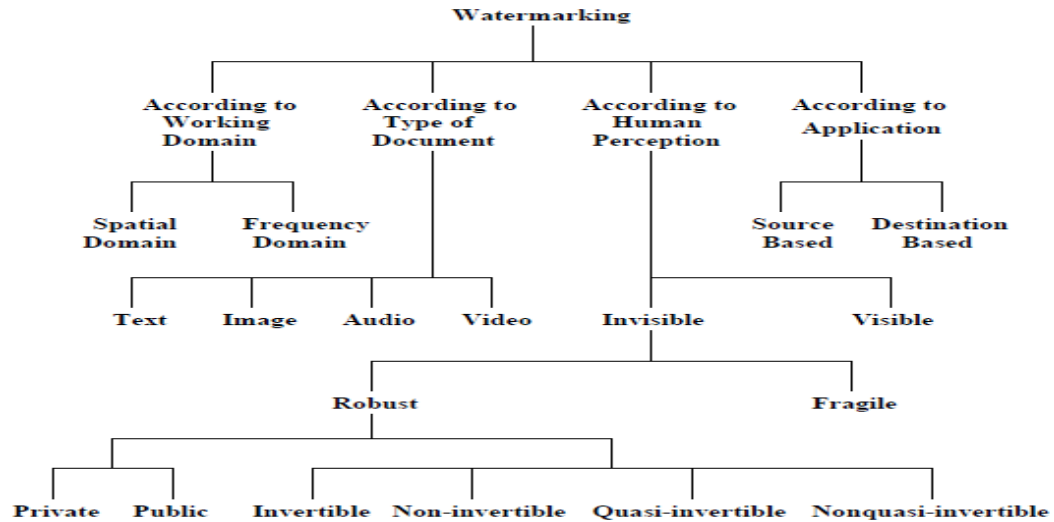 Watermarking
According to
Working
Domain
According to
Type of
Document
According to
Human
Perception
According to
Application
Spatial
Domain
Frequency
Domain
Source
Based
Destination
Based
Text
Image
Audio
Video
Invisible
Visible
Robust
Fragile
Private
Public
Invertible
Non-invertible
Quasi-invertible
Nonquasi-invertible